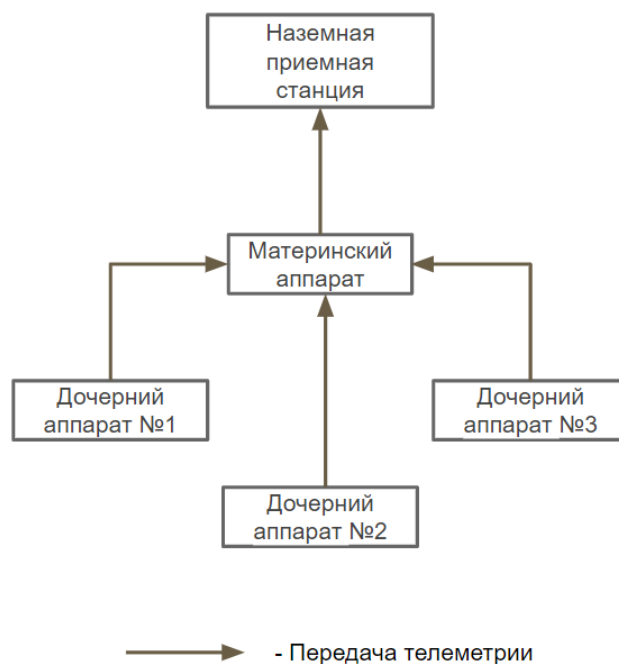 Наземная
приемная
станция
Материнский
аппарат
Дочерний
аппарат №1
Дочерний
аппарат №3
Дочерний
аппарат №2
- Передача телеметрии